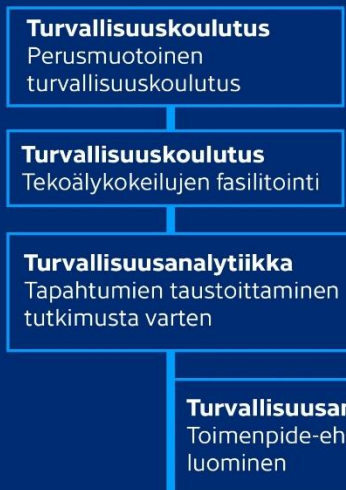 Turvallisuuskoulutus
Perusmuotoinen
turvallisuuskoulutus
Turvallisuuskoulutus
Tekoälykokeilujen fasilitointi
Turvallisuusanalytiikka
Tapahtumien taustoittaminen
tutkimusta varten
luominen